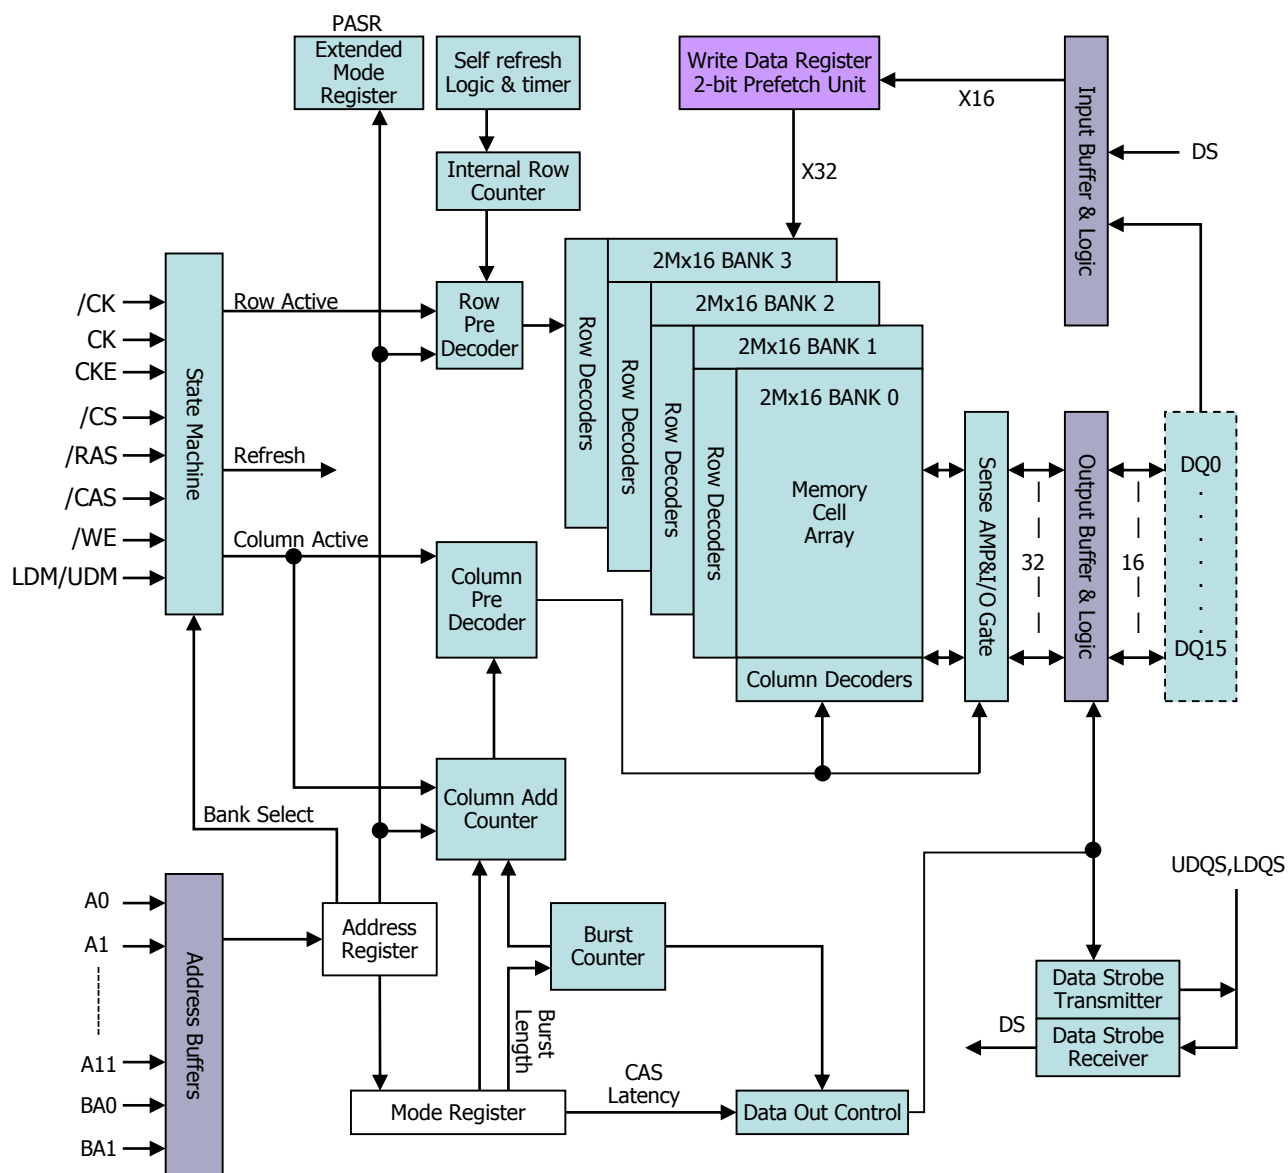 PASR
Extended
Mode
Register
Self refresh
Logic & timer
Write Data Register
2-bit Prefetch Unit
X16
Input Buffer & Logic
DS
Internal Row
Counter
X32
/CK
CK
CKE
/CS
/RAS
/CAS
/WE
LDM/UDM
State Machine
Row Active
Refresh
Column Active
Row
Pre
Decoder
Row Decoders
Row Decoders
Row Decoders
Row Decoders
2Mx16 BANK 3
2Mx16 BANK 2
2Mx16 BANK 1
2Mx16 BANK 0
Memory
Cell
Array
Column Decoders
Sense AMP&I/O Gate
32
Output Buffer & Logic
16
DQ0
DQ15
Column
Pre
Decoder
Column Add
Counter
Bank Select
A0
A1
A11
BA0
BA1
Address Buffers
Address
Register
Burst
Counter
Burst
Length
Mode Register
CAS
Latency
Data Out Control
UDQS,LDQS
Data Strobe
Transmitter
DS
Data Strobe
Receiver